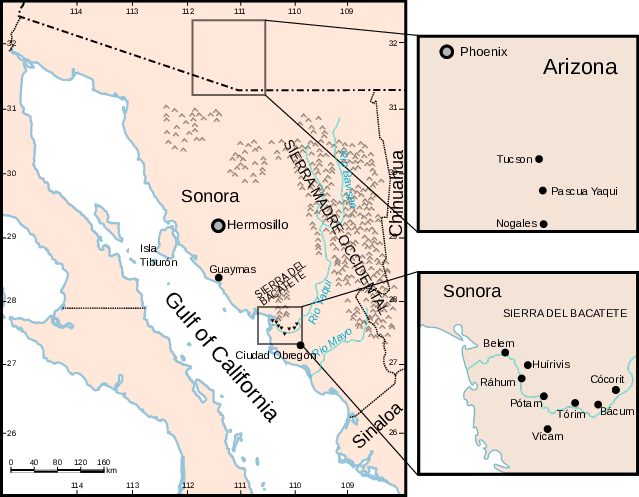 114
113
112
111
110
109
32
32
31
31
30
30
29
29
28
28
27
27
26
26
Sonora
Hermosillo
Isla
Tiburón
Guaymas
SIERRA DEL
BACATETE
SIERRA MADRE OCCIDENTAL
Río Bavispe
Río Yaqui
Río Mayo
Ciudad Obregón
Gulf of California
Chihuahua
Sinaloa
0 40 80 120 160
km
114
113
112
111
110
109
Phoenix
Arizona
Tucson
Pascua Yaqui
Nogales
Sonora
SIERRA DEL BACATETE
Belem
Huírivis
Ráhum
Cócorit
Pótam
Tórim
Bácum
Vícam